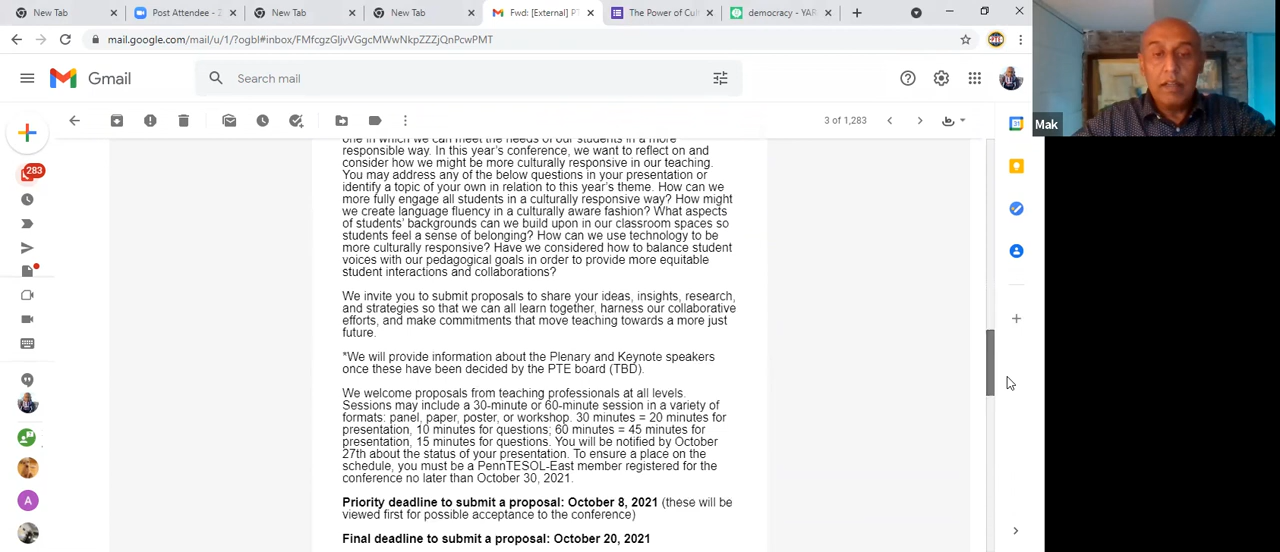 New Tab
Post Attendee - Z
New Tab
New Tab
Fwd: [External] PT
The Power of Cul
democracy - YAR
mail.google.com/mail/u/1/?ogbl#inbox/FMfcgzGljvVGgcMWwNkpZZZjQnPcwPMT
Gmail
Search mail
Mak
3 of 1,283
283
one in which we can meet the needs of our students in a more
responsible way. In this year's conference, we want to reflect on and
consider how we might be more culturally responsive in our teaching.
You may address any of the below questions in your presentation or
identify a topic of your own in relation to this year's theme. How can we
more fully engage all students in a culturally responsive way? How might
we create language fluency in a culturally aware fashion? What aspects
of students' backgrounds can we build upon in our classroom spaces so
students feel a sense of belonging? How can we use technology to be
more culturally responsive? Have we considered how to balance student
voices with our pedagogical goals in order to provide more equitable
student interactions and collaborations?
We invite you to submit proposals to share your ideas, insights, research,
and strategies so that we can all learn together, harness our collaborative
efforts, and make commitments that move teaching towards a more just
future.
*We will provide information about the Plenary and Keynote speakers
once these have been decided by the PTE board (TBD).
We welcome proposals from teaching professionals at all levels.
Sessions may include a 30-minute or 60-minute session in a variety of
formats: panel, paper, poster, or workshop. 30 minutes = 20 minutes for
presentation, 10 minutes for questions; 60 minutes = 45 minutes for
presentation, 15 minutes for questions. You will be notified by October
27th about the status of your presentation. To ensure a place on the
schedule, you must be a PennTESOL-East member registered for the
conference no later than October 30, 2021.
Priority deadline to submit a proposal: October 8, 2021 (these will be
viewed first for possible acceptance to the conference)
Final deadline to submit a proposal: October 20, 2021
A